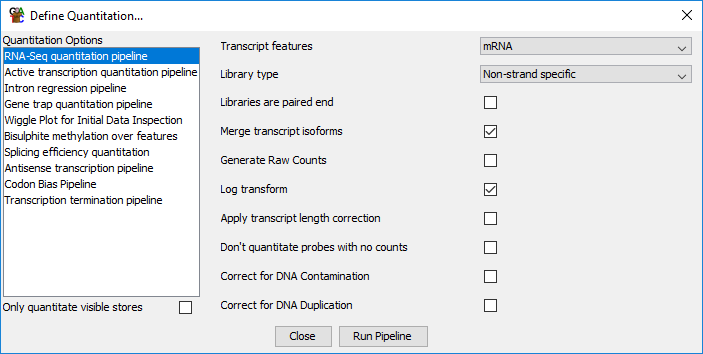 Define Quantitation...
Quantitation Options
RNA-Seq quantitation pipeline
Active transcription quantitation pipeline
Intron regression pipeline
Gene trap quantitation pipeline
Wiggle Plot for Initial Data Inspection
Bisulphite methylation over features
Splicing efficiency quantitation
Antisense transcription pipeline
Codon Bias Pipeline
Transcription termination pipeline
Only quantitate visible stores
Transcript features mRNA
Library type Non-strand specific
Libraries are paired end
Merge transcript isoforms
Generate Raw Counts
Log transform
Apply transcript length correction
Don't quantitate probes with no counts
Correct for DNA Contamination
Correct for DNA Duplication
Close Run Pipeline